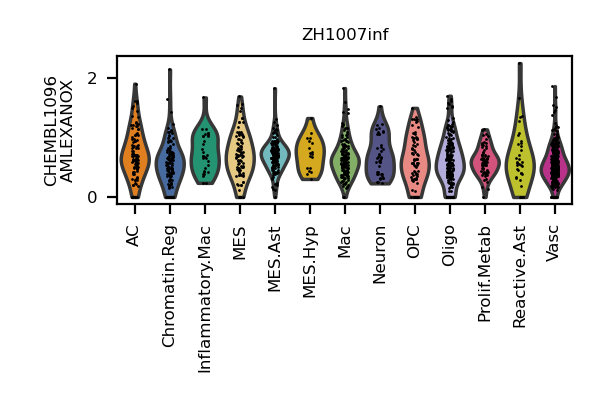 ZH1007inf
CHEMBL1096
AMLEXANOX
2
0
AC
Chromatin.Reg
Inflammatory.Mac
MES
MES.Ast
MES.Hyp
Mac
Neuron
OPC
Oligo
Prolif.Metab
Reactive.Ast
Vasc